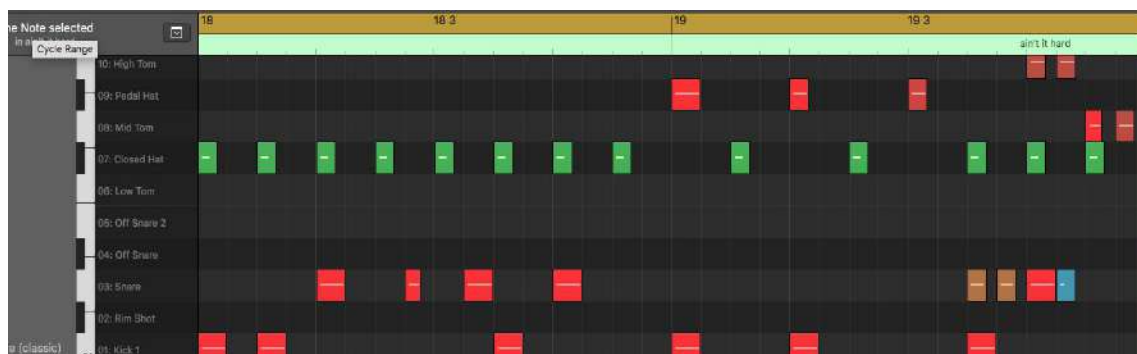 18
18 3
19
19 3
ne Note selected
Cycle Range
ain't it hard
10: High Tom
09: Pedal Hat
08: Mid Tom
07: Closed Hat
06: Low Tom
05: Off Snare 2
04: Off Snare
03: Snare
02: Rim Shot
(classic)
01: Kick 1